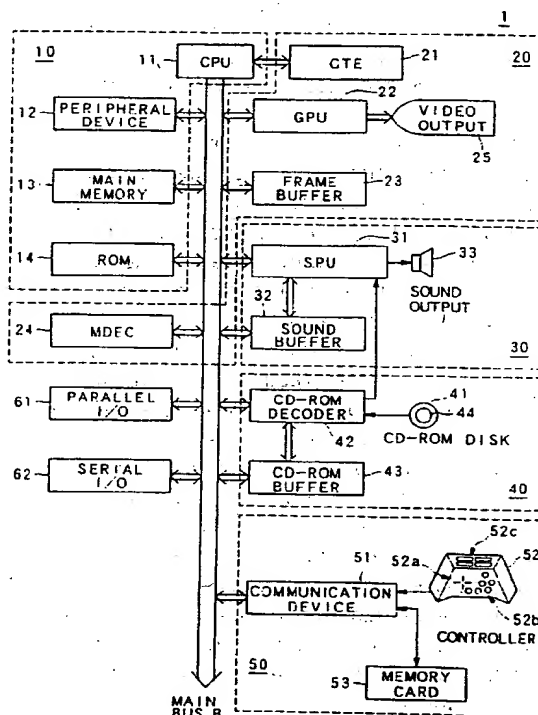 1
10
11
CPU
21
GTE
20
22
12
PERIPHERAL
DEVICE
GPU
VIDEO
OUTPUT
25
13
MAIN
MEMORY
FRAME
BUFFER
23
31
14
ROM
SPU
33
SOUND
OUTPUT
32
24
MDEC
SOUND
BUFFER
30
61
PARALLEL
I/O
CD-ROM
DECODER
41
44
42
CD-ROM DISK
62
SERIAL
I/O
CD-ROM
BUFFER
43
40
52c
51
52a
52
COMMUNICATION
DEVICE
52b
CONTROLLER
50
53
MEMORY
CARD
MAIN
BUS B